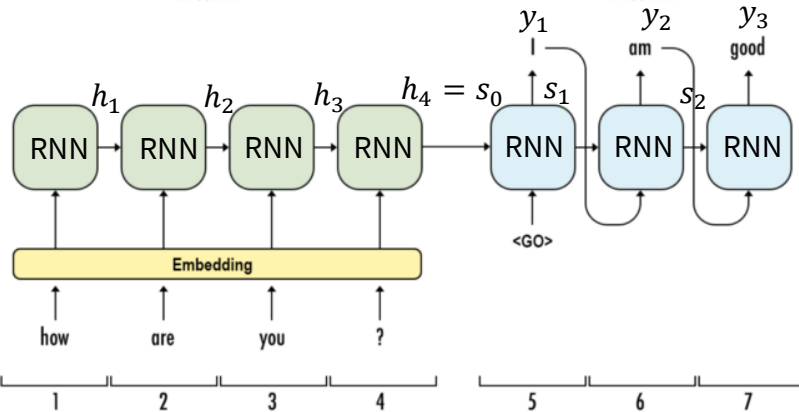 y₁ y₂ y₃
I am good
h₁ h₂ h₃ h₄ = s₀ s₁ s₂
RNN RNN RNN RNN RNN RNN RNN
<GO>
Embedding
how are you ?
1 2 3 4 5 6 7